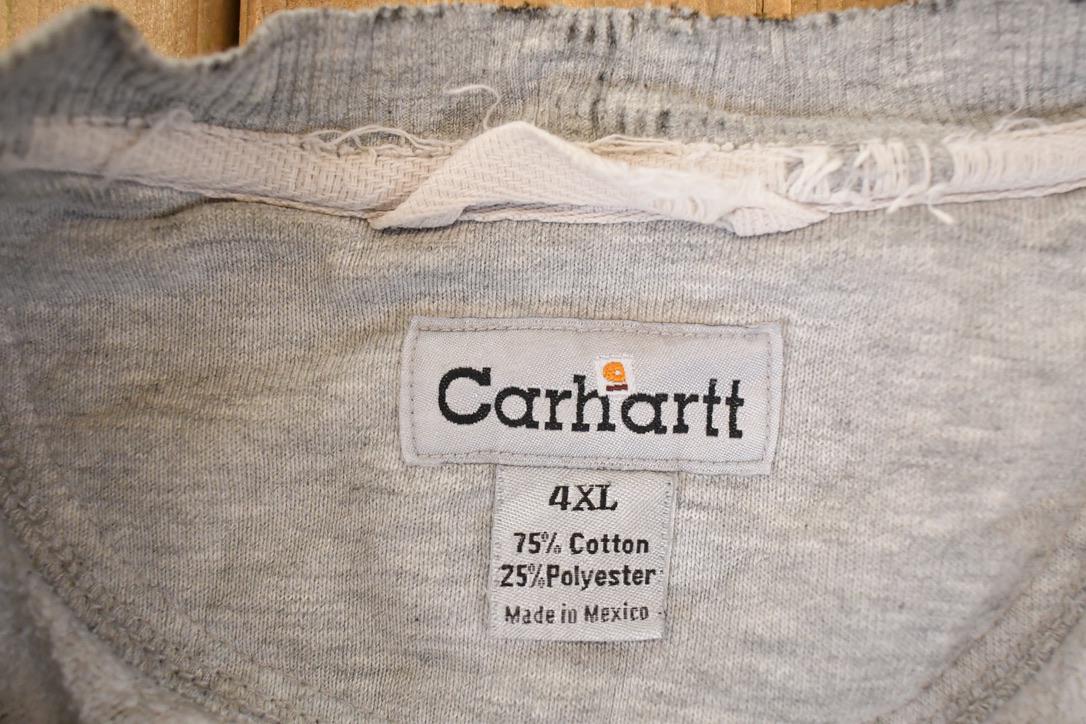 Carhartt
4XL
75% Cotton
25% Polyester
Made in Mexico